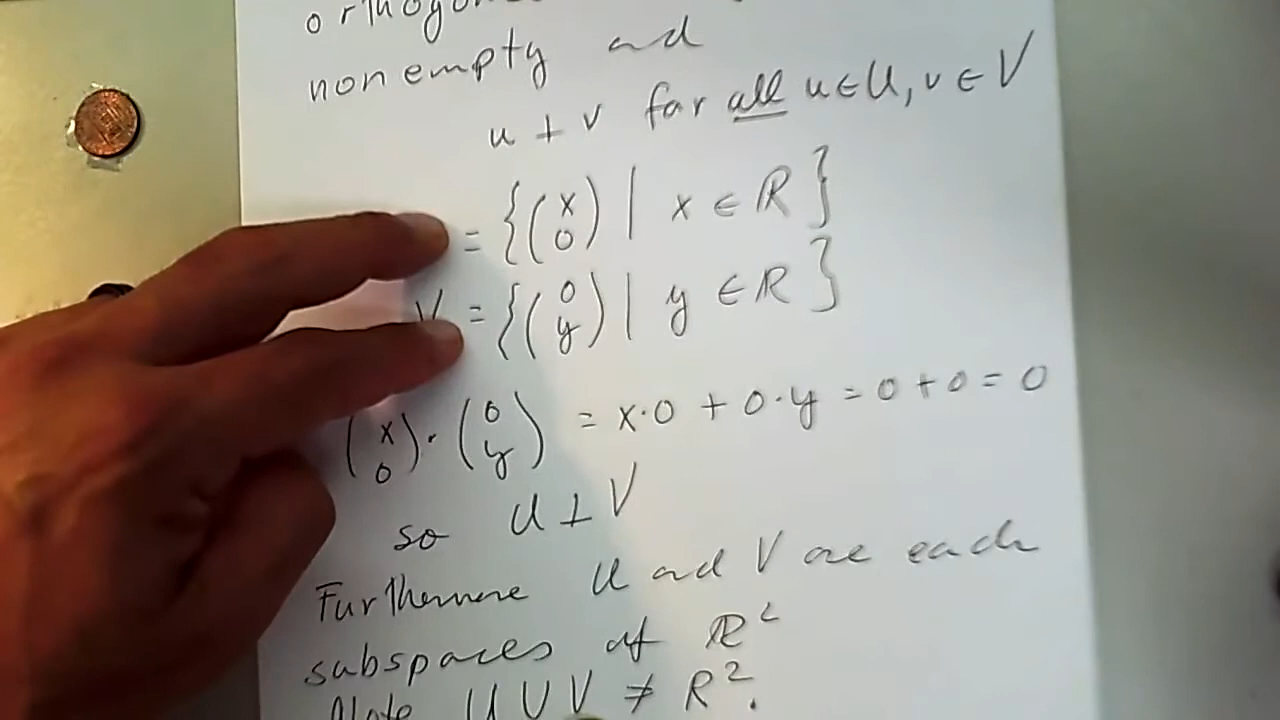 nonempty and
u ⊥ v for all u ∈ U, v ∈ V
= {(x 0) | x ∈ R}
V = {(0 y) | y ∈ R}
(x 0) · (0 y) = x·0 + 0·y = 0 + 0 = 0
so U ⊥ V
Furthermore U and V are each
subspaces of R²
Note U ∪ V ≠ R².